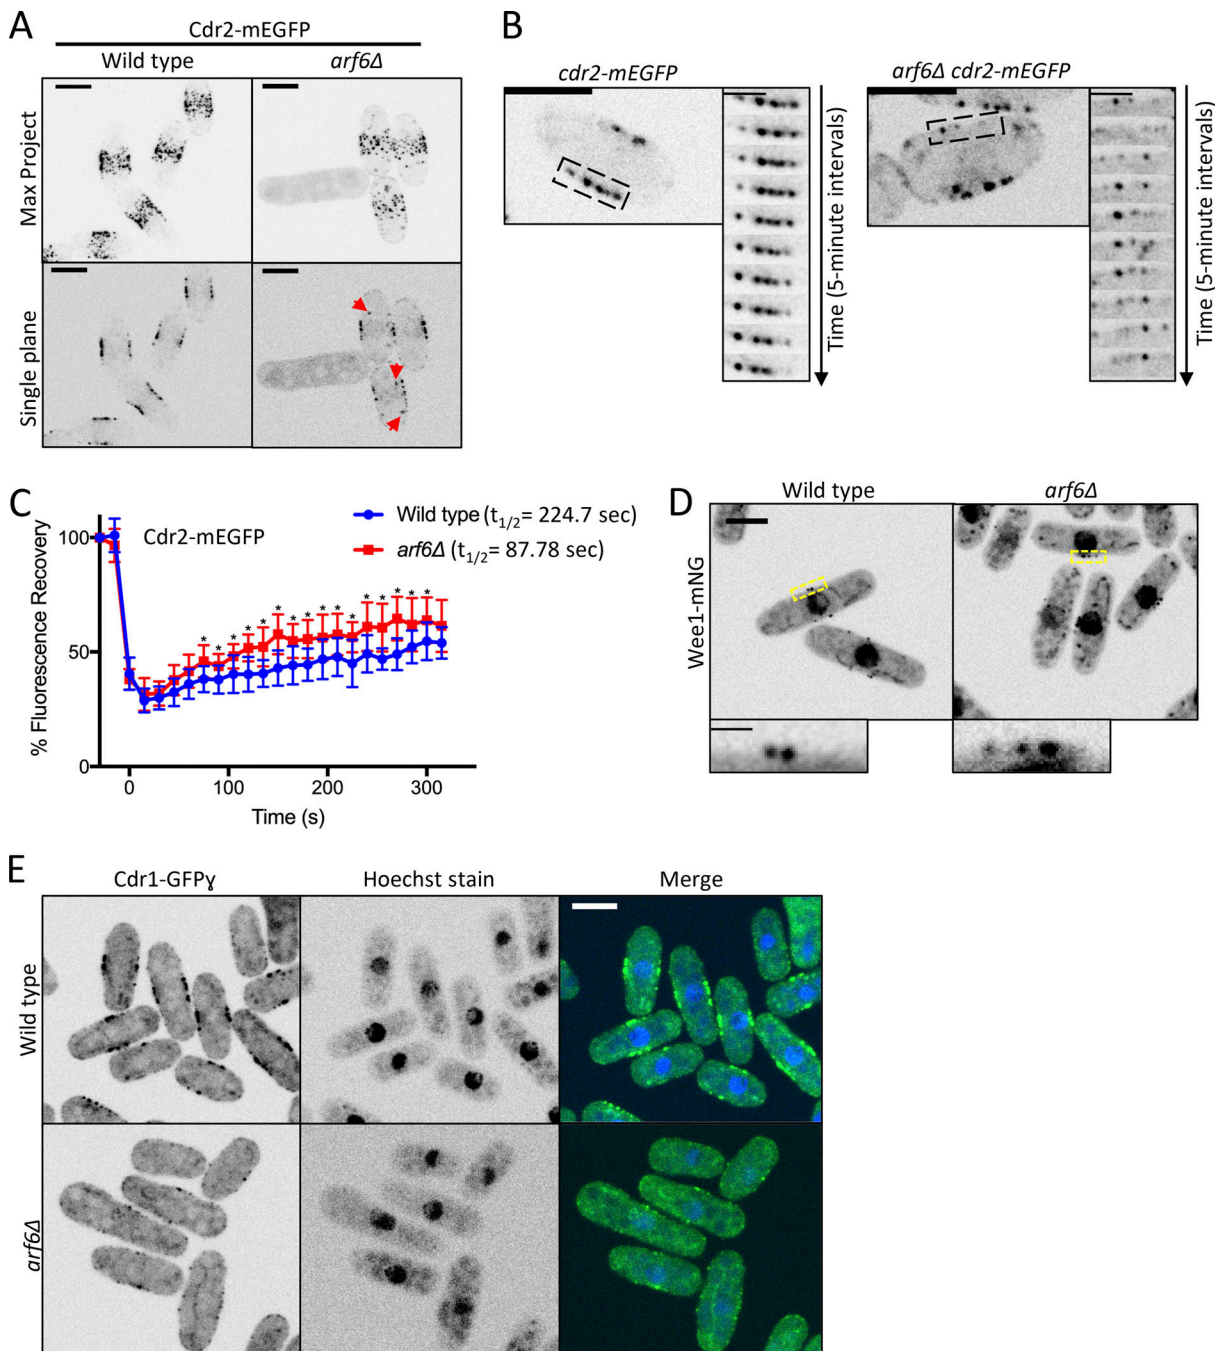 A
Cdr2-mEGFP
Wild type
arf6Δ
Max Project
Single plane
B
cdr2-mEGFP
arf6Δ cdr2-mEGFP
Time (5-minute intervals)
Time (5-minute intervals)
C
Cdr2-mEGFP
Wild type (t1/2= 224.7 sec)
arf6Δ (t1/2= 87.78 sec)
% Fluorescence Recovery
100
50
0
* * * * * * * * * * * * * * *
0 100 200 300
Time (s)
D
Wild type
arf6Δ
Wee1-mNG
E
Cdr1-GFPɣ
Hoechst stain
Merge
Wild type
arf6Δ